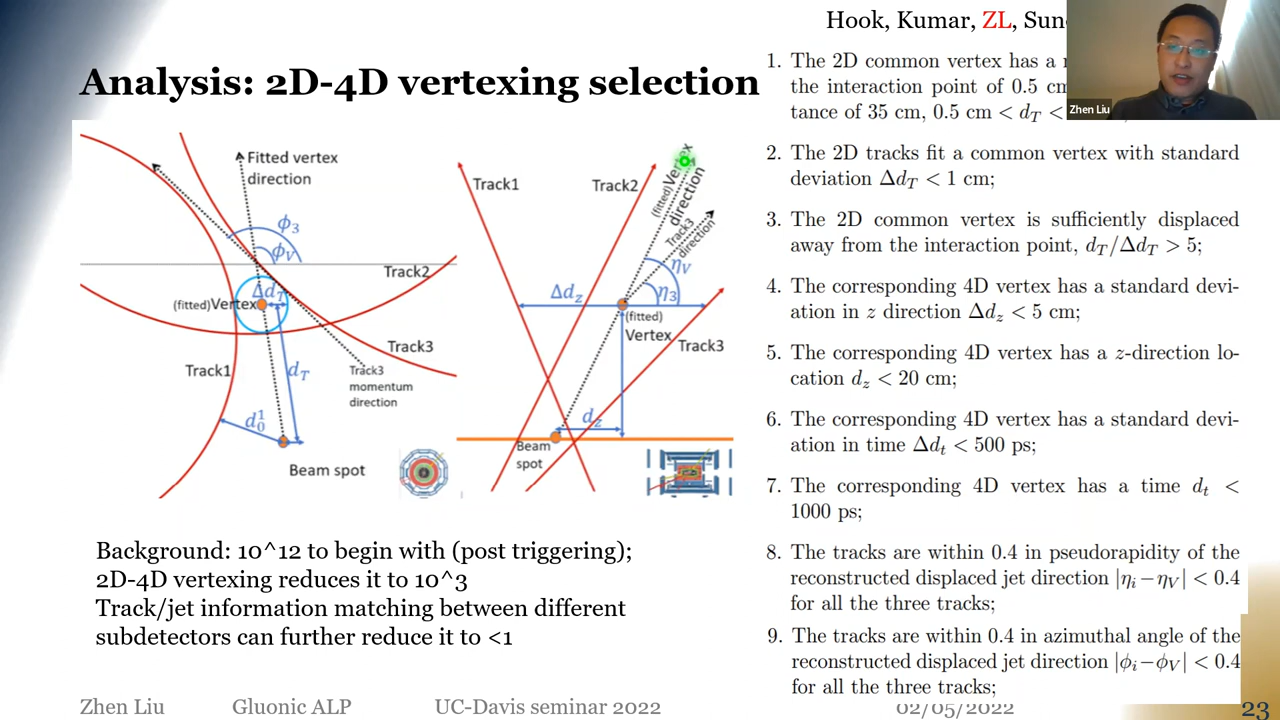 Hook, Kumar, ZL,
Analysis: 2D-4D vertexing selection
Zhen Liu
Fitted vertex
direction
ϕ3
ϕV
Track2
Δd_T
(fitted)Vertex
Track3
Track1
d_T
Track3
momentum
direction
d_0^1
Beam spot
Track1
Track2
(fitted)Vertex
direction
Track3
direction
ηV
η3
Δd_z
(fitted)
Vertex
Track3
d_z
Beam
spot
Background: 10^12 to begin with (post triggering);
2D-4D vertexing reduces it to 10^3
Track/jet information matching between different
subdetectors can further reduce it to <1
1. The 2D common vertex has a
the interaction point of 0.5 cm
tance of 35 cm, 0.5 cm < d_T <
2. The 2D tracks fit a common vertex with standard
deviation Δd_T < 1 cm;
3. The 2D common vertex is sufficiently displaced
away from the interaction point, d_T/Δd_T > 5;
4. The corresponding 4D vertex has a standard devi-
ation in z direction Δd_z < 5 cm;
5. The corresponding 4D vertex has a z-direction lo-
cation d_z < 20 cm;
6. The corresponding 4D vertex has a standard devi-
ation in time Δd_t < 500 ps;
7. The corresponding 4D vertex has a time d_t <
1000 ps;
8. The tracks are within 0.4 in pseudorapidity of the
reconstructed displaced jet direction |η_i−η_V| < 0.4
for all the three tracks;
9. The tracks are within 0.4 in azimuthal angle of the
reconstructed displaced jet direction |ϕ_i−ϕ_V| < 0.4
for all the three tracks;
Zhen Liu Gluonic ALP UC-Davis seminar 2022 02/05/2022 23